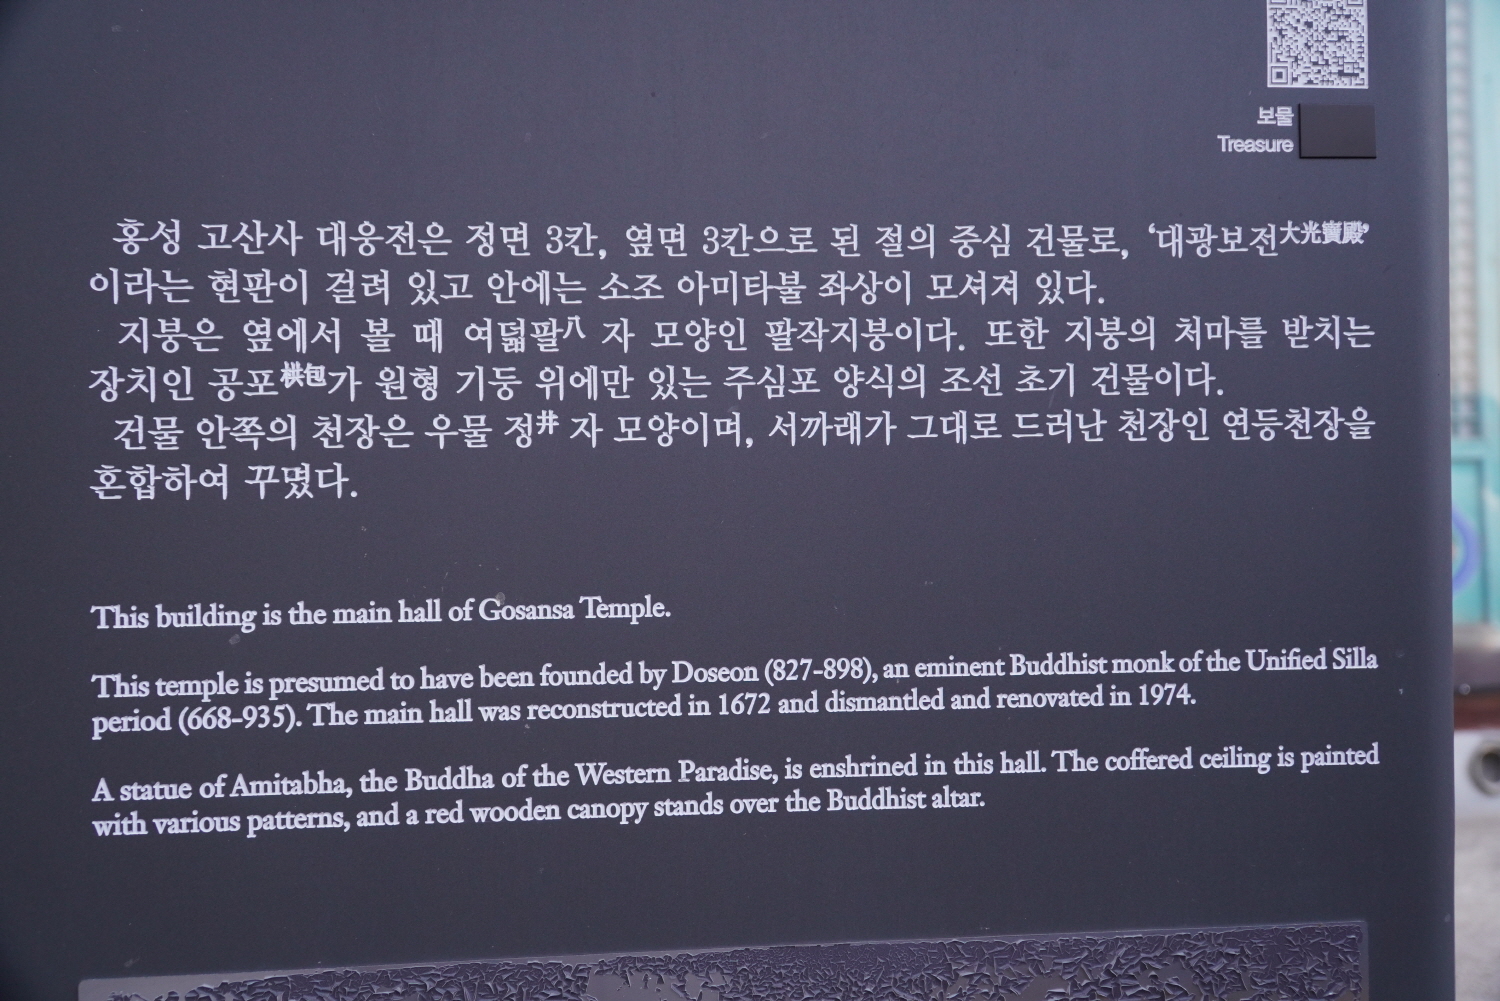 보물
Treasure
홍성 고산사 대웅전은 정면 3칸, 옆면 3칸으로 된 절의 중심 건물로, ‘대광보전大光寶殿’
이라는 현판이 걸려 있고 안에는 소조 아미타불 좌상이 모셔져 있다.
지붕은 옆에서 볼 때 여덟팔八 자 모양인 팔작지붕이다. 또한 지붕의 처마를 받치는
장치인 공포栱包가 원형 기둥 위에만 있는 주심포 양식의 조선 초기 건물이다.
건물 안쪽의 천장은 우물 정井 자 모양이며, 서까래가 그대로 드러난 천장인 연등천장을
혼합하여 꾸몄다.
This building is the main hall of Gosansa Temple.
This temple is presumed to have been founded by Doseon (827-898), an eminent Buddhist monk of the Unified Silla
period (668-935). The main hall was reconstructed in 1672 and dismantled and renovated in 1974.
A statue of Amitabha, the Buddha of the Western Paradise, is enshrined in this hall. The coffered ceiling is painted
with various patterns, and a red wooden canopy stands over the Buddhist altar.